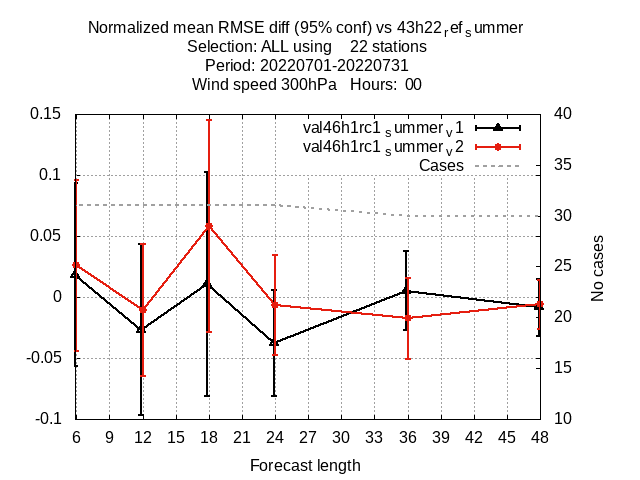 Normalized mean RMSE diff (95% conf) vs 43h22refsummer
Selection: ALL using 22 stations
Period: 20220701-20220731
Wind speed 300hPa Hours: 00
0.15
0.1
0.05
0
-0.05
-0.1
40
35
30
25
20
15
10
val46h1rc1summerv1
val46h1rc1summerv2
Cases
No cases
6 9 12 15 18 21 24 27 30 33 36 39 42 45 48
Forecast length